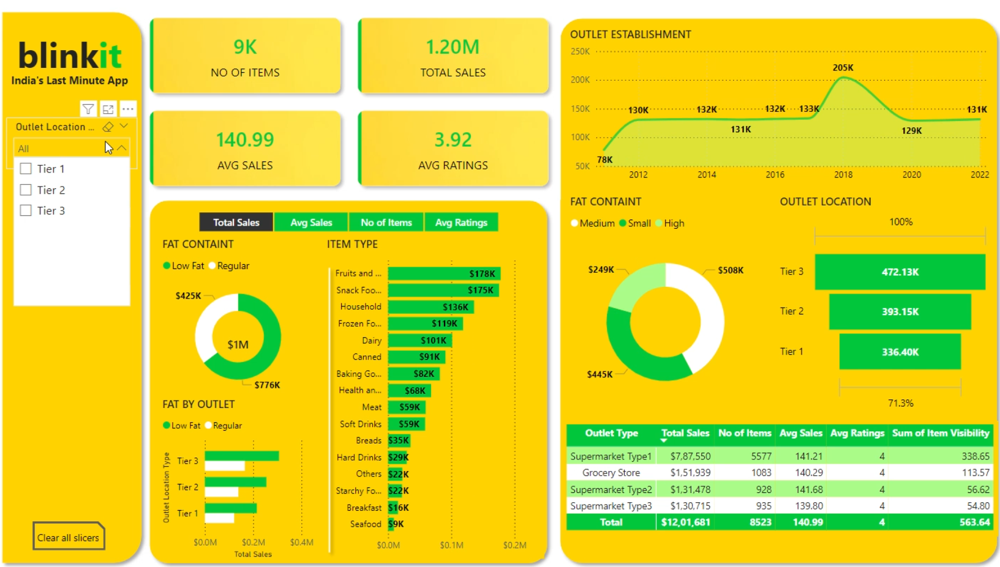 blinkit
India's Last Minute App
Outlet Location ...
All
Tier 1
Tier 2
Tier 3
Clear all slicers
9K
NO OF ITEMS
1.20M
TOTAL SALES
140.99
AVG SALES
3.92
AVG RATINGS
Total Sales Avg Sales No of Items Avg Ratings
FAT CONTAINT
Low Fat Regular
$425K
$1M
$776K
FAT BY OUTLET
Low Fat Regular
Outlet Location Type
Tier 3
Tier 2
Tier 1
$0.0M $0.2M $0.4M
Total Sales
ITEM TYPE
Fruits and ... $178K
Snack Foo... $175K
Household $136K
Frozen Fo... $119K
Dairy $101K
Canned $91K
Baking Go... $82K
Health an... $68K
Meat $59K
Soft Drinks $59K
Breads $35K
Hard Drinks $29K
Others $22K
Starchy Fo... $22K
Breakfast $16K
Seafood $9K
$0.0M $0.1M $0.2M
OUTLET ESTABLISHMENT
250K
200K
150K
100K
50K
78K 130K 132K 131K 132K 133K 205K 129K 131K
2012 2014 2016 2018 2020 2022
FAT CONTAINT
Medium Small High
$249K
$508K
$445K
OUTLET LOCATION
100%
Tier 3 472.13K
Tier 2 393.15K
Tier 1 336.40K
71.3%
Outlet Type Total Sales No of Items Avg Sales Avg Ratings Sum of Item Visibility
Supermarket Type1 $7,87,550 5577 141.21 4 338.65
Grocery Store $1,51,939 1083 140.29 4 113.57
Supermarket Type2 $1,31,478 928 141.68 4 56.62
Supermarket Type3 $1,30,715 935 139.80 4 54.80
Total $12,01,681 8523 140.99 4 563.64